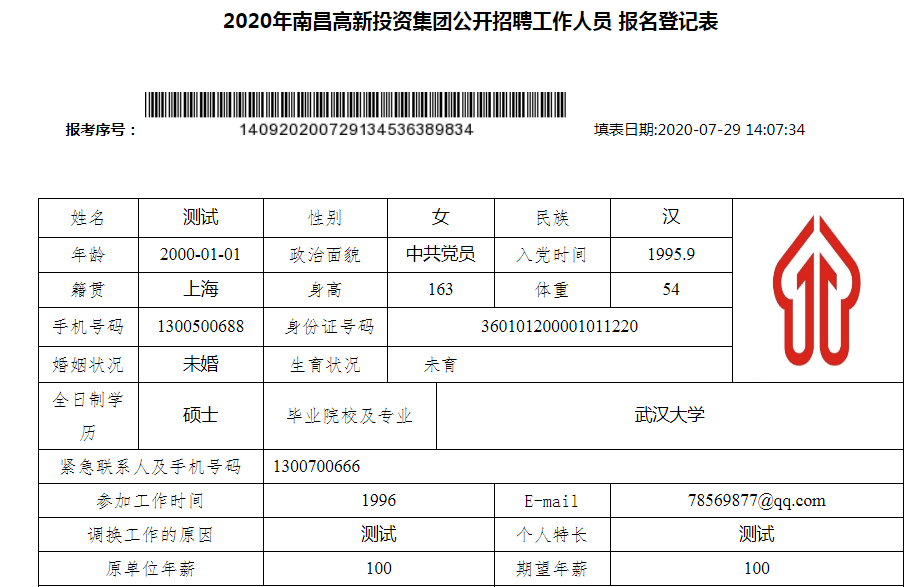 2020年南昌高新投资集团公开招聘工作人员 报名登记表
报考序号： 140920200729134536389834 填表日期:2020-07-29 14:07:34
姓名 测试 性别 女 民族 汉
年龄 2000-01-01 政治面貌 中共党员 入党时间 1995.9
籍贯 上海 身高 163 体重 54
手机号码 1300500688 身份证号码 360101200001011220
婚姻状况 未婚 生育状况 未育
全日制学历 硕士 毕业院校及专业 武汉大学
紧急联系人及手机号码 1300700666
参加工作时间 1996 E-mail 78569877@qq.com
调换工作的原因 测试 个人特长 测试
原单位年薪 100 期望年薪 100